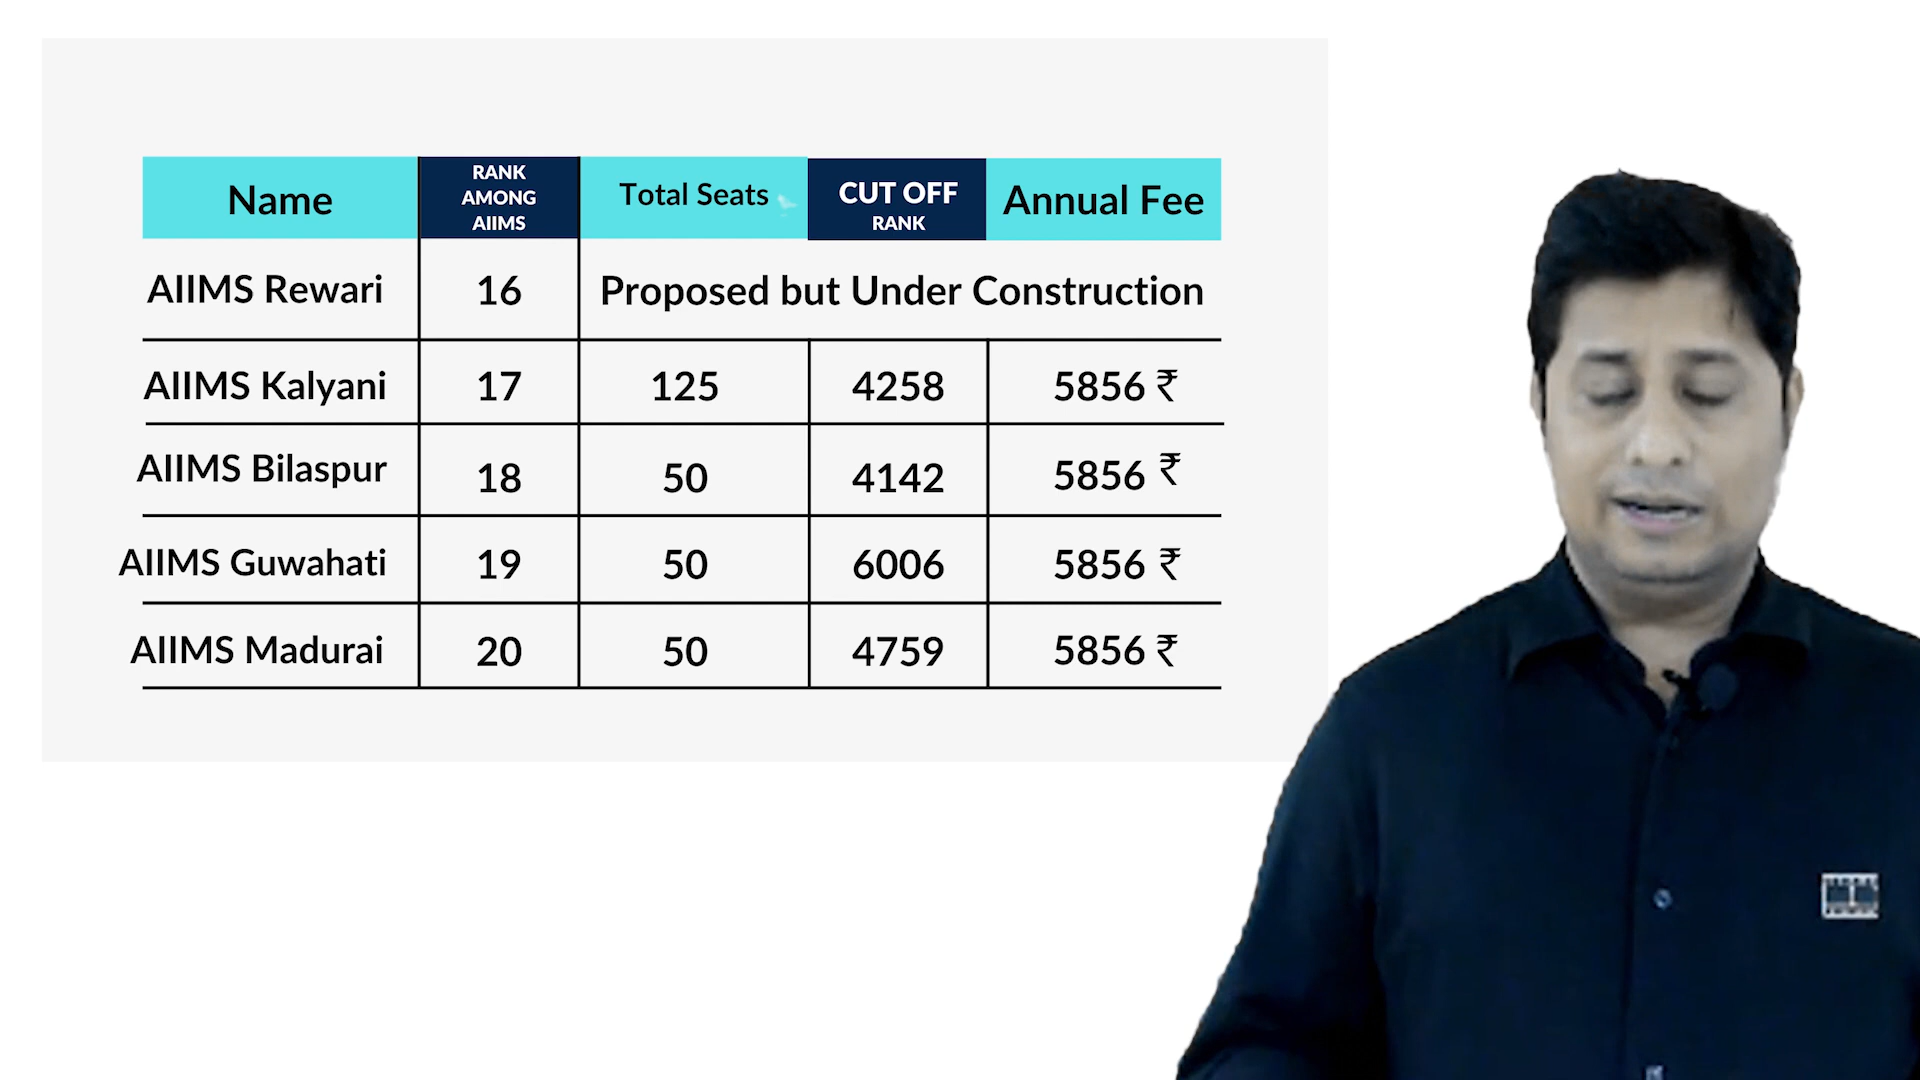 Name RANK AMONG AIIMS Total Seats CUT OFF RANK Annual Fee
AIIMS Rewari 16 Proposed but Under Construction
AIIMS Kalyani 17 125 4258 5856 ₹
AIIMS Bilaspur 18 50 4142 5856 ₹
AIIMS Guwahati 19 50 6006 5856 ₹
AIIMS Madurai 20 50 4759 5856 ₹